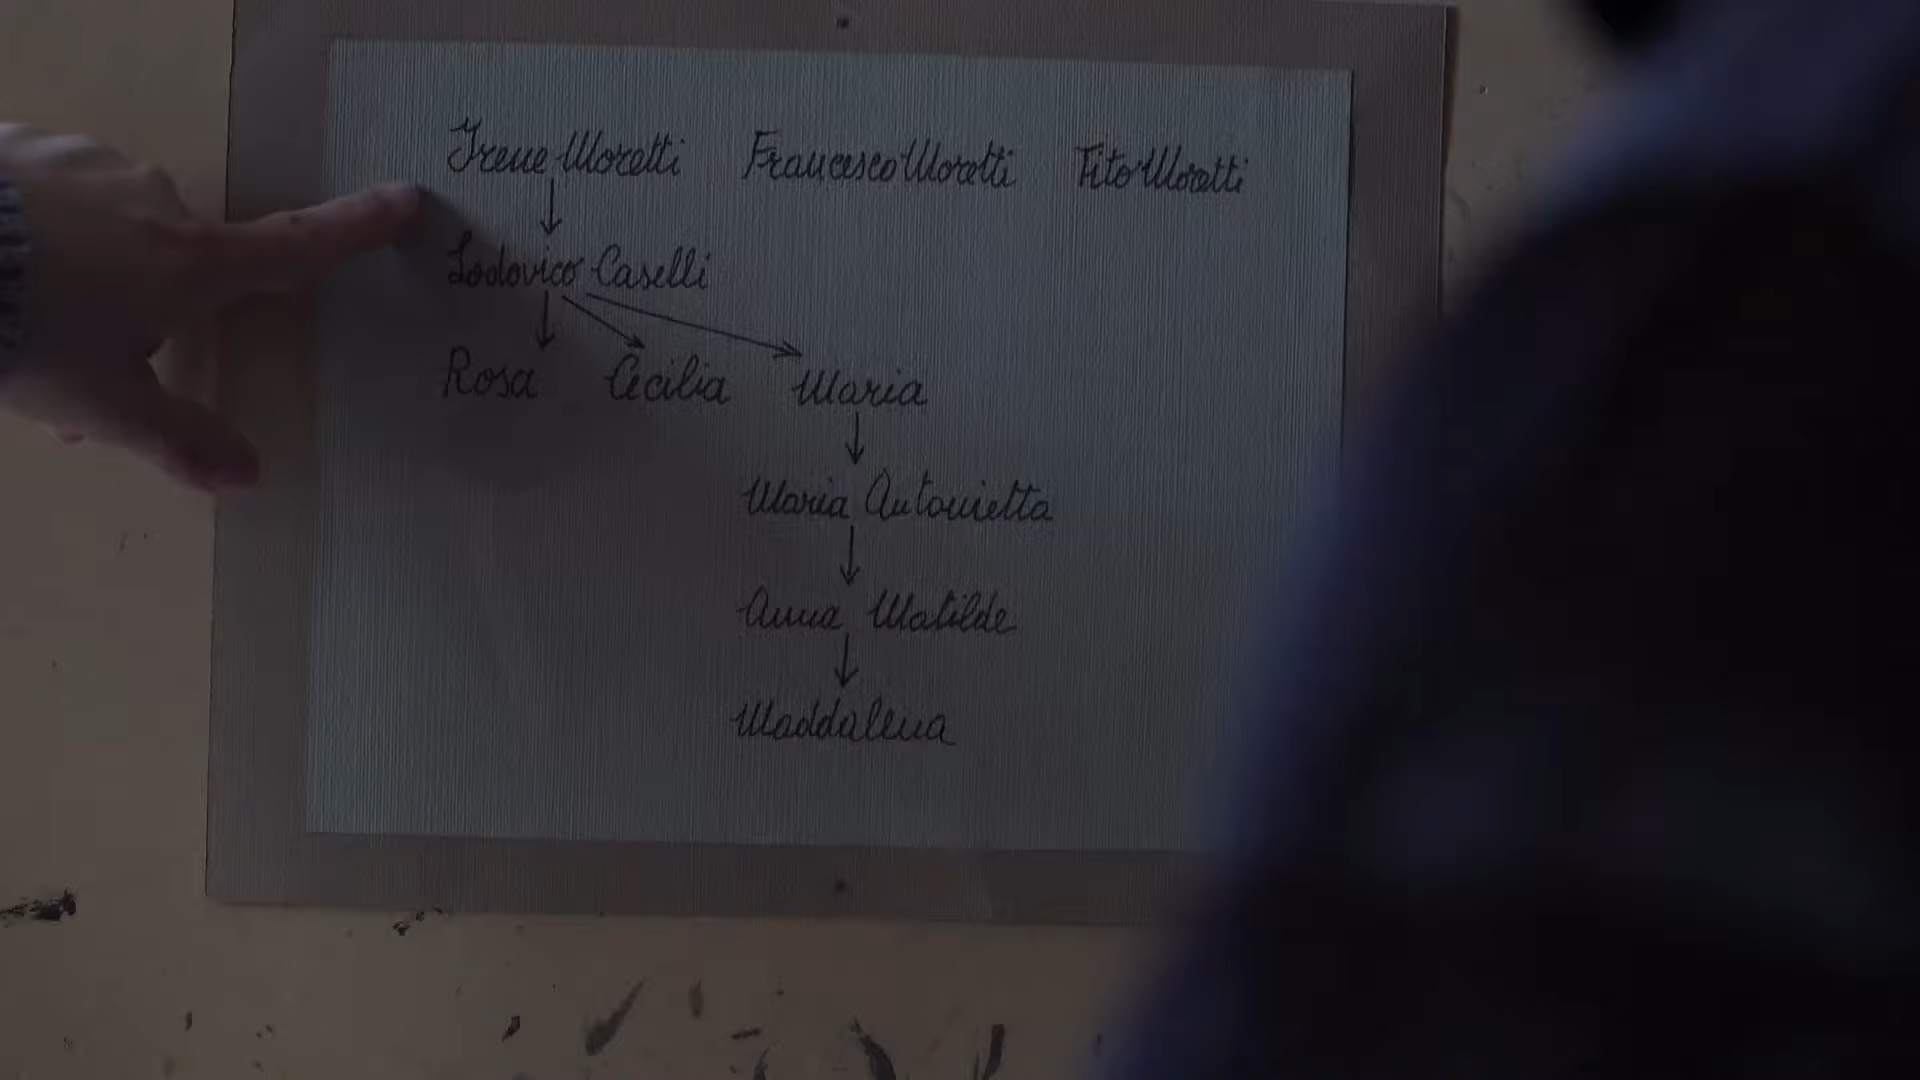 Irene Moretti Francesco Moretti Tito Moretti
Lodovico Caselli
Rosa Cecilia Maria
Maria Antonietta
Anna Matilde
Maddalena